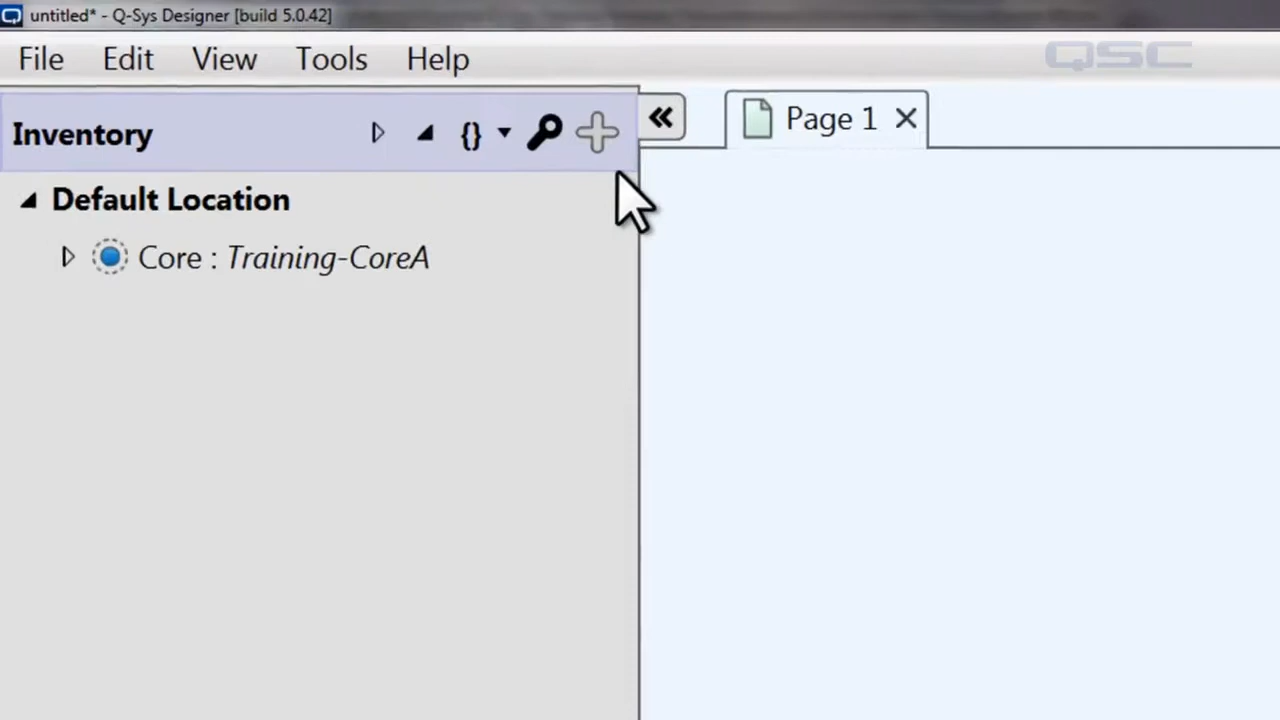 untitled* - Q-Sys Designer [build 5.0.42]
File Edit View Tools Help
QSC
Inventory {}
Page 1
Default Location
Core : Training-CoreA